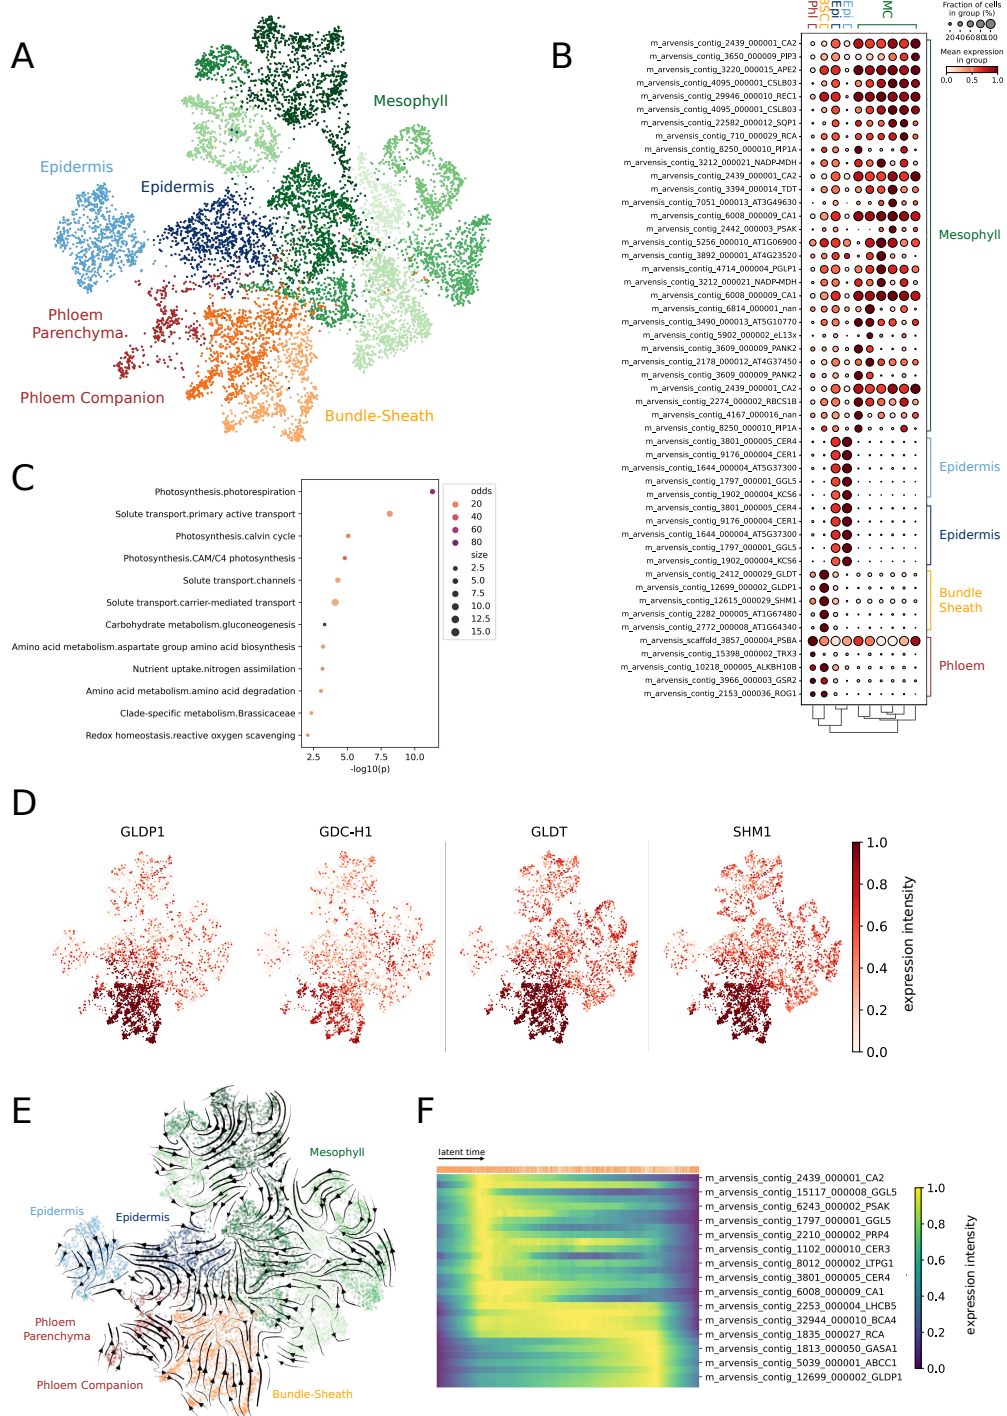 A
Mesophyll
Epidermis
Epidermis
Phloem
Parenchyma
Phloem Companion
Bundle-Sheath
B
Phl
BSC
Epi
Epi
MC
Fraction of cells
in group (%)
20 40 60 80 100
Mean expression
in group
0.0 0.5 1.0
m_arvensis_contig_2439_000001_CA2
m_arvensis_contig_3650_000009_PIP3
m_arvensis_contig_3220_000015_APE2
m_arvensis_contig_4095_000001_CSLB03
m_arvensis_contig_29946_000010_REC1
m_arvensis_contig_4095_000001_CSLB03
m_arvensis_contig_22582_000012_SQP1
m_arvensis_contig_710_000029_RCA
m_arvensis_contig_8250_000010_PIP1A
m_arvensis_contig_3212_000021_NADP-MDH
m_arvensis_contig_2439_000001_CA2
m_arvensis_contig_3394_000014_TDT
m_arvensis_contig_7051_000013_AT3G49630
m_arvensis_contig_6008_000009_CA1
m_arvensis_contig_2442_000003_PSAK
m_arvensis_contig_5256_000010_AT1G06900
m_arvensis_contig_3892_000001_AT4G23520
m_arvensis_contig_4714_000004_PGLP1
m_arvensis_contig_3212_000021_NADP-MDH
m_arvensis_contig_6008_000009_CA1
m_arvensis_contig_6814_000001_nan
m_arvensis_contig_3490_000013_AT5G10770
m_arvensis_contig_5902_000002_eL13x
m_arvensis_contig_3609_000009_PANK2
m_arvensis_contig_2178_000012_AT4G37450
m_arvensis_contig_3609_000009_PANK2
m_arvensis_contig_2439_000001_CA2
m_arvensis_contig_2274_000002_RBCS1B
m_arvensis_contig_4167_000016_nan
m_arvensis_contig_8250_000010_PIP1A
m_arvensis_contig_3801_000005_CER4
m_arvensis_contig_9176_000004_CER1
m_arvensis_contig_1644_000004_AT5G37300
m_arvensis_contig_1797_000001_GGL5
m_arvensis_contig_1902_000004_KCS6
m_arvensis_contig_3801_000005_CER4
m_arvensis_contig_9176_000004_CER1
m_arvensis_contig_1644_000004_AT5G37300
m_arvensis_contig_1797_000001_GGL5
m_arvensis_contig_1902_000004_KCS6
m_arvensis_contig_2412_000029_GLDT
m_arvensis_contig_12699_000002_GLDP1
m_arvensis_contig_12615_000029_SHM1
m_arvensis_contig_2282_000005_AT1G67480
m_arvensis_contig_2772_000008_AT1G64340
m_arvensis_scaffold_3857_000004_PSBA
m_arvensis_contig_15398_000002_TRX3
m_arvensis_contig_10218_000005_ALKBH10B
m_arvensis_contig_3966_000003_GSR2
m_arvensis_contig_2153_000036_ROG1
Mesophyll
Epidermis
Epidermis
Bundle
Sheath
Phloem
C
Photosynthesis.photorespiration
Solute transport.primary active transport
Photosynthesis.calvin cycle
Photosynthesis.CAM/C4 photosynthesis
Solute transport.channels
Solute transport.carrier-mediated transport
Carbohydrate metabolism.gluconeogenesis
Amino acid metabolism.aspartate group amino acid biosynthesis
Nutrient uptake.nitrogen assimilation
Amino acid metabolism.amino acid degradation
Clade-specific metabolism.Brassicaceae
Redox homeostasis.reactive oxygen scavenging
2.5 5.0 7.5 10.0
-log10(p)
odds
20
40
60
80
size
2.5
5.0
7.5
10.0
12.5
15.0
D
GLDP1
GDC-H1
GLDT
SHM1
1.0
0.8
0.6
0.4
0.2
0.0
expression intensity
E
Mesophyll
Epidermis
Epidermis
Phloem
Parenchyma
Phloem Companion
Bundle-Sheath
F
latent time
m_arvensis_contig_2439_000001_CA2
m_arvensis_contig_15117_000008_GGL5
m_arvensis_contig_6243_000002_PSAK
m_arvensis_contig_1797_000001_GGL5
m_arvensis_contig_2210_000002_PRP4
m_arvensis_contig_1102_000010_CER3
m_arvensis_contig_8012_000002_LTPG1
m_arvensis_contig_3801_000005_CER4
m_arvensis_contig_6008_000009_CA1
m_arvensis_contig_2253_000004_LHCB5
m_arvensis_contig_32944_000010_BCA4
m_arvensis_contig_1835_000027_RCA
m_arvensis_contig_1813_000050_GASA1
m_arvensis_contig_5039_000001_ABCC1
m_arvensis_contig_12699_000002_GLDP1
1.0
0.8
0.6
0.4
0.2
0.0
expression intensity